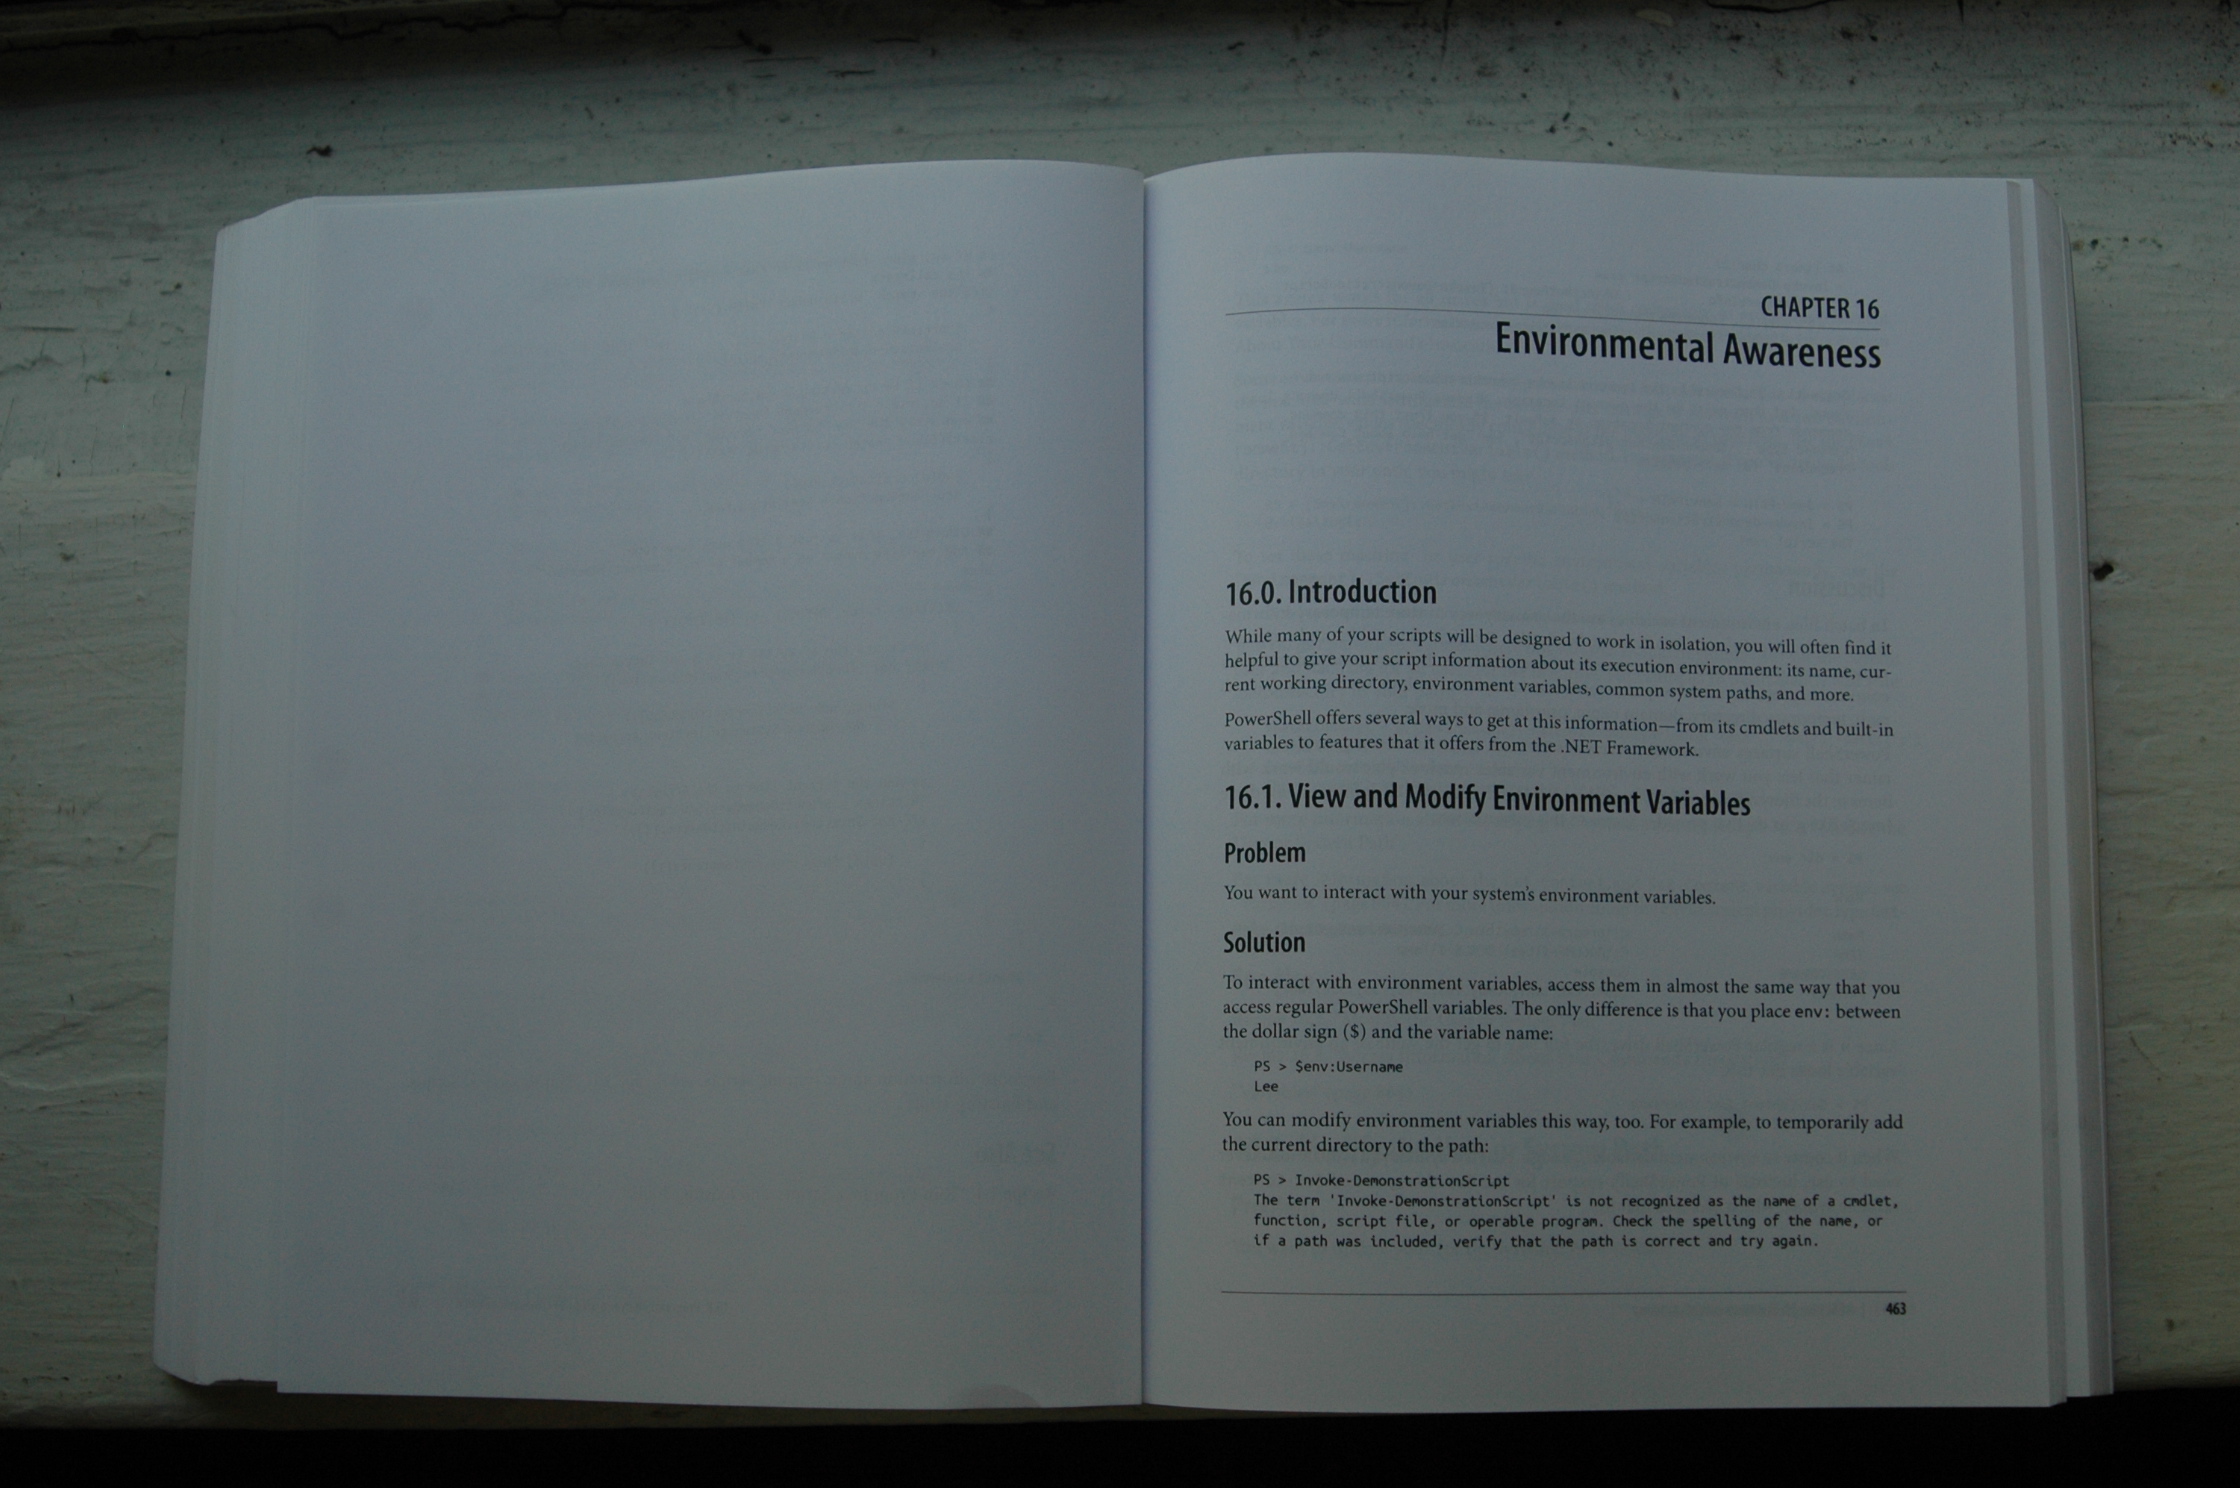 CHAPTER 16
Environmental Awareness
16.0. Introduction
While many of your scripts will be designed to work in isolation, you will often find it
helpful to give your script information about its execution environment: its name, cur-
rent working directory, environment variables, common system paths, and more.
PowerShell offers several ways to get at this information—from its cmdlets and built-in
variables to features that it offers from the .NET Framework.
16.1. View and Modify Environment Variables
Problem
You want to interact with your system's environment variables.
Solution
To interact with environment variables, access them in almost the same way that you
access regular PowerShell variables. The only difference is that you place env: between
the dollar sign ($) and the variable name:
PS > $env:Username
Lee
You can modify environment variables this way, too. For example, to temporarily add
the current directory to the path:
PS > Invoke-DemonstrationScript
The term 'Invoke-DemonstrationScript' is not recognized as the name of a cmdlet,
function, script file, or operable program. Check the spelling of the name, or
if a path was included, verify that the path is correct and try again.
463